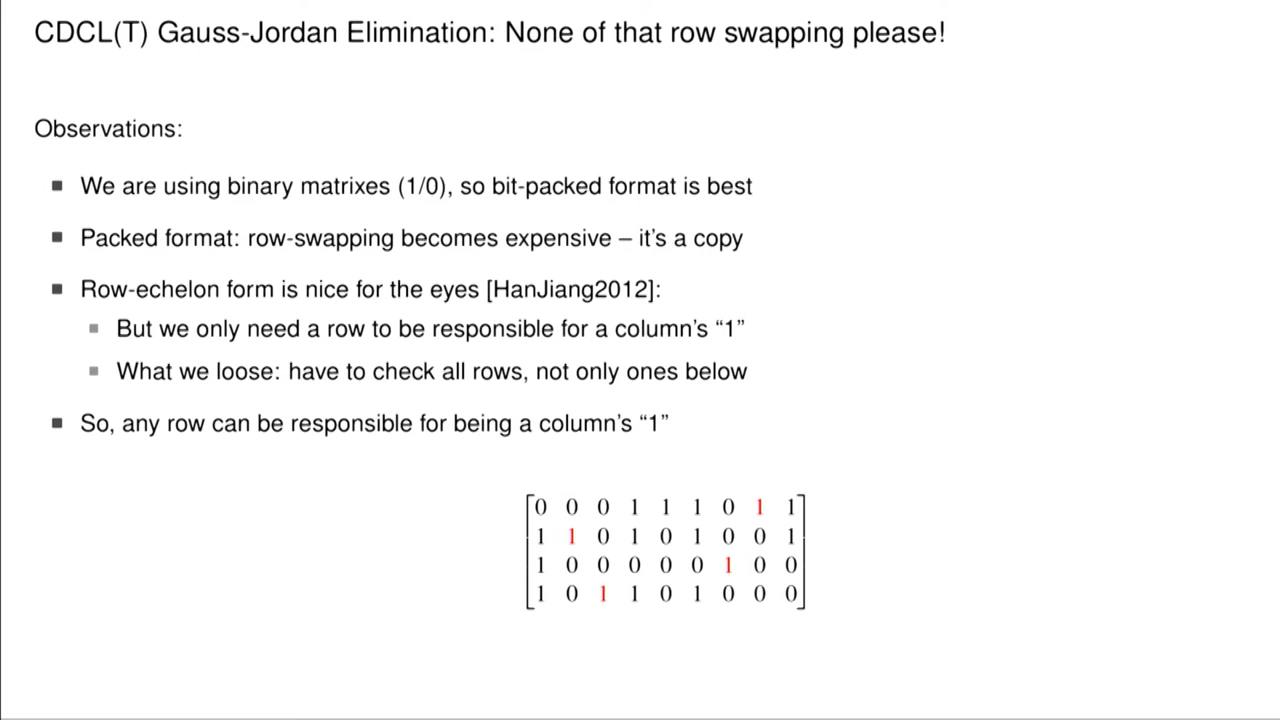 CDCL(T) Gauss-Jordan Elimination: None of that row swapping please!
Observations:
We are using binary matrixes (1/0), so bit-packed format is best
Packed format: row-swapping becomes expensive – it's a copy
Row-echelon form is nice for the eyes [HanJiang2012]:
But we only need a row to be responsible for a column's “1”
What we loose: have to check all rows, not only ones below
So, any row can be responsible for being a column's “1”
0 0 0 1 1 1 0 1 1
1 1 0 1 0 1 0 0 1
1 0 0 0 0 0 1 0 0
1 0 1 1 0 1 0 0 0